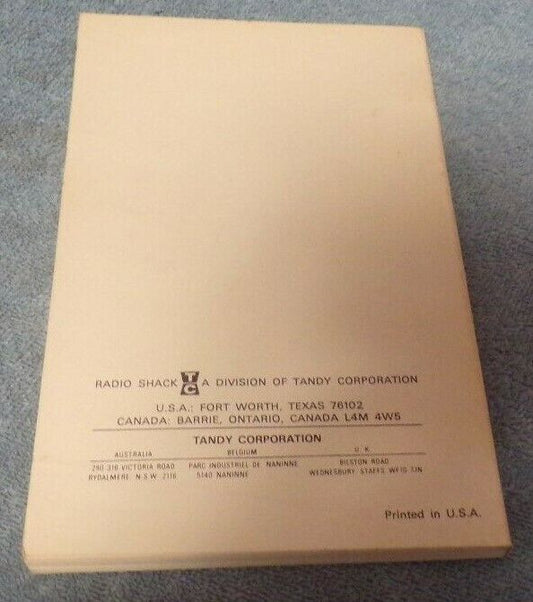 RADIO SHACK TC A DIVISION OF TANDY CORPORATION
U.S.A.: FORT WORTH, TEXAS 76102
CANADA: BARRIE, ONTARIO, CANADA L4M 4W5
TANDY CORPORATION
AUSTRALIA BELGIUM U K
280 316 VICTORIA ROAD PARC INDUSTRIEL DE NANINNE BILSTON ROAD
RYDALMERE N S W 2116 5140 NANINNE WEDNESBURY STAFFS WS10 7JN
Printed in U.S.A.